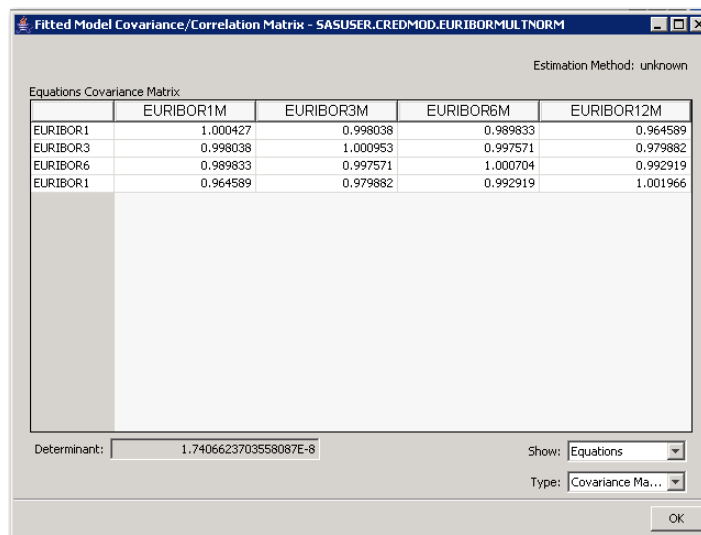 Fitted Model Covariance/Correlation Matrix - SASUSER.CREDMOD.EURIBORMULTNORM
Estimation Method: unknown
Equations Covariance Matrix
EURIBOR1M EURIBOR3M EURIBOR6M EURIBOR12M
EURIBOR1 1.000427 0.998038 0.989833 0.964589
EURIBOR3 0.998038 1.000953 0.997571 0.979882
EURIBOR6 0.989833 0.997571 1.000704 0.992919
EURIBOR1 0.964589 0.979882 0.992919 1.001966
Determinant: 1.7406623703558087E-8
Show: Equations
Type: Covariance Ma...
OK